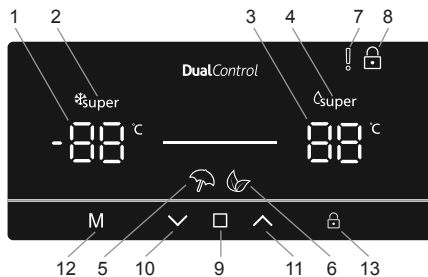 1 2 3 4 7 8
DualControl
super super
-88 °C 88 °C
M
12 5 10 9 11 6 13